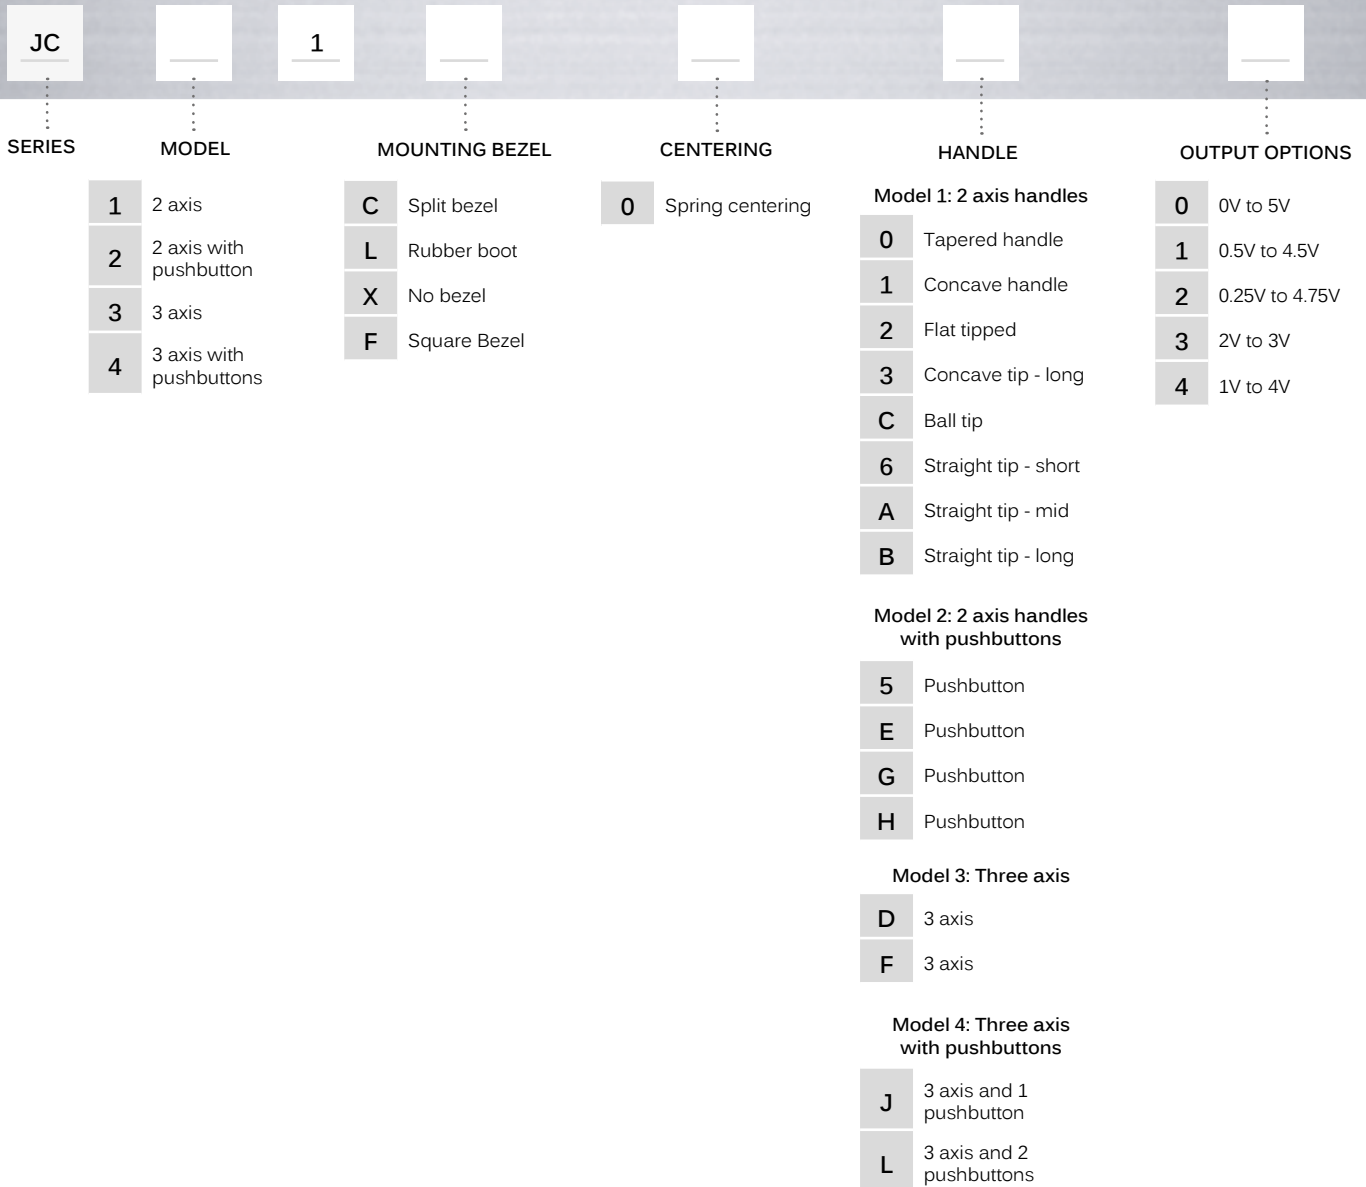 JC
1
SERIES
MODEL
1 2 axis
2 2 axis with
pushbutton
3 3 axis
4 3 axis with
pushbuttons
MOUNTING BEZEL
C Split bezel
L Rubber boot
X No bezel
F Square Bezel
CENTERING
0 Spring centering
HANDLE
Model 1: 2 axis handles
0 Tapered handle
1 Concave handle
2 Flat tipped
3 Concave tip - long
C Ball tip
6 Straight tip - short
A Straight tip - mid
B Straight tip - long
Model 2: 2 axis handles
with pushbuttons
5 Pushbutton
E Pushbutton
G Pushbutton
H Pushbutton
Model 3: Three axis
D 3 axis
F 3 axis
Model 4: Three axis
with pushbuttons
J 3 axis and 1
pushbutton
L 3 axis and 2
pushbuttons
OUTPUT OPTIONS
0 0V to 5V
1 0.5V to 4.5V
2 0.25V to 4.75V
3 2V to 3V
4 1V to 4V